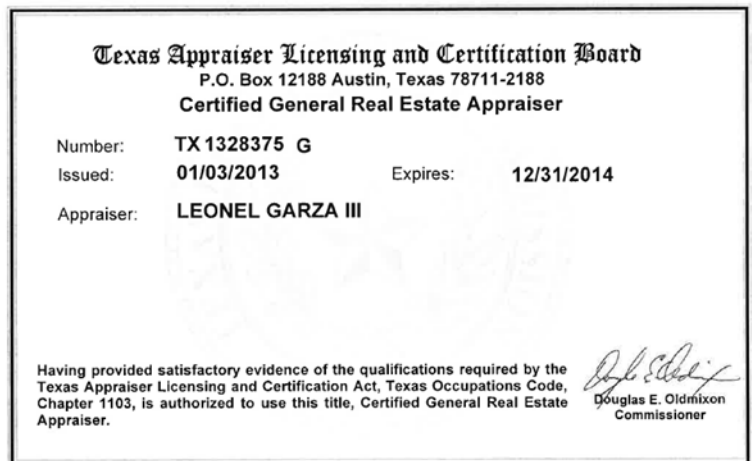 Texas Appraiser Licensing and Certification Board
P.O. Box 12188 Austin, Texas 78711-2188
Certified General Real Estate Appraiser
Number: TX 1328375 G
Issued: 01/03/2013 Expires: 12/31/2014
Appraiser: LEONEL GARZA III
Having provided satisfactory evidence of the qualifications required by the
Texas Appraiser Licensing and Certification Act, Texas Occupations Code,
Chapter 1103, is authorized to use this title, Certified General Real Estate
Appraiser.
Douglas E. Oldmixon
Commissioner